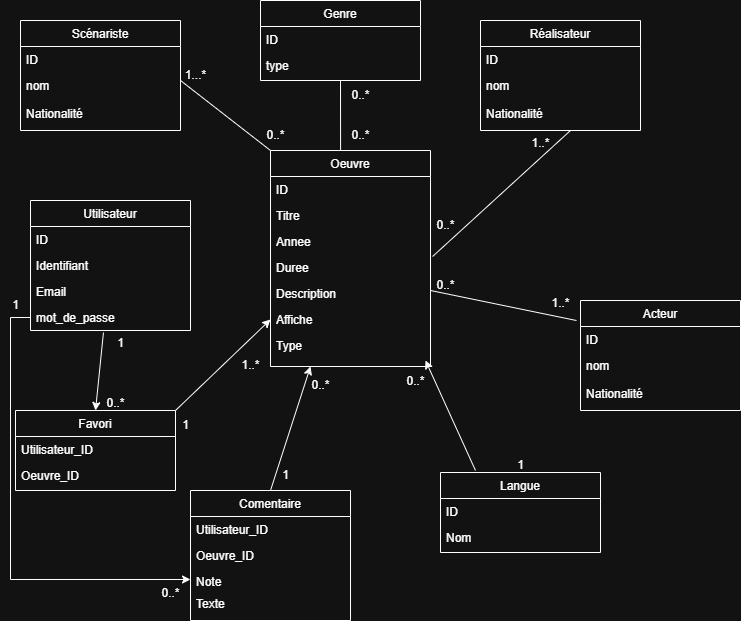 Genre
ID
type
Scénariste
ID
nom
Nationalité
Réalisateur
ID
nom
Nationalité
1...*
0..*
0..*
0..*
1..*
0..*
Oeuvre
ID
Titre
Annee
Duree
Description
Affiche
Type
Utilisateur
ID
Identifiant
Email
mot_de_passe
1
1
0..*
1..*
0..*
1..*
Acteur
ID
nom
Nationalité
Favori
Utilisateur_ID
Oeuvre_ID
1
0..*
1
0..*
1
Comentaire
Utilisateur_ID
Oeuvre_ID
Note
Texte
0..*
Langue
ID
Nom